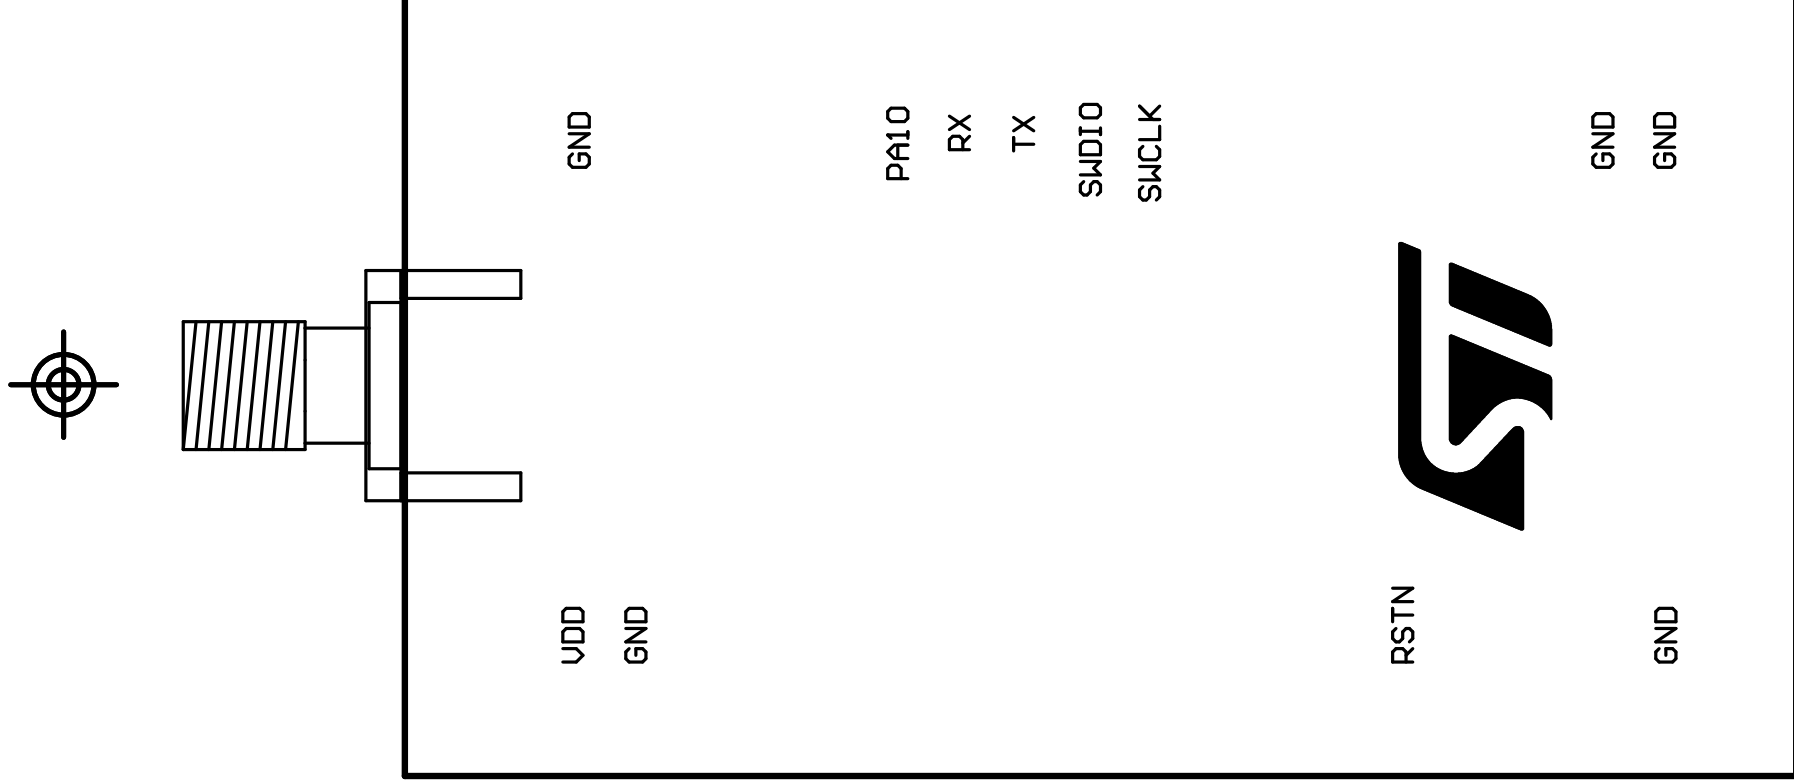 GND
PA10
RX
TX
SWDIO
SWCLK
GND
GND
VDD
GND
RSTN
GND